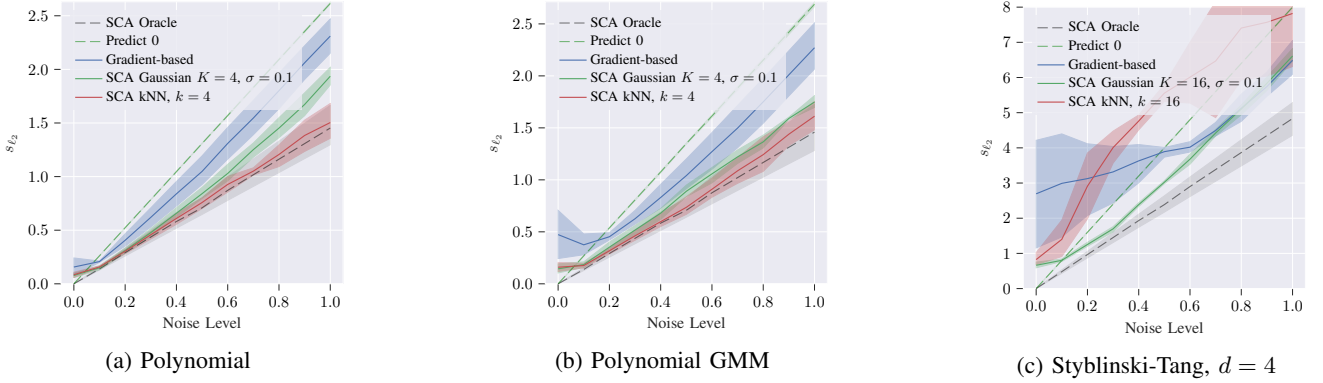 2.5
2.0
1.5
1.0
0.5
0.0
s_{ℓ_2}
SCA Oracle
Predict 0
Gradient-based
SCA Gaussian K = 4, σ = 0.1
SCA kNN, k = 4
0.0 0.2 0.4 0.6 0.8 1.0
Noise Level
(a) Polynomial
2.5
2.0
1.5
1.0
0.5
0.0
s_{ℓ_2}
SCA Oracle
Predict 0
Gradient-based
SCA Gaussian K = 4, σ = 0.1
SCA kNN, k = 4
0.0 0.2 0.4 0.6 0.8 1.0
Noise Level
(b) Polynomial GMM
8
7
6
5
4
3
2
1
0
s_{ℓ_2}
SCA Oracle
Predict 0
Gradient-based
SCA Gaussian K = 16, σ = 0.1
SCA kNN, k = 16
0.0 0.2 0.4 0.6 0.8 1.0
Noise Level
(c) Styblinski-Tang, d = 4